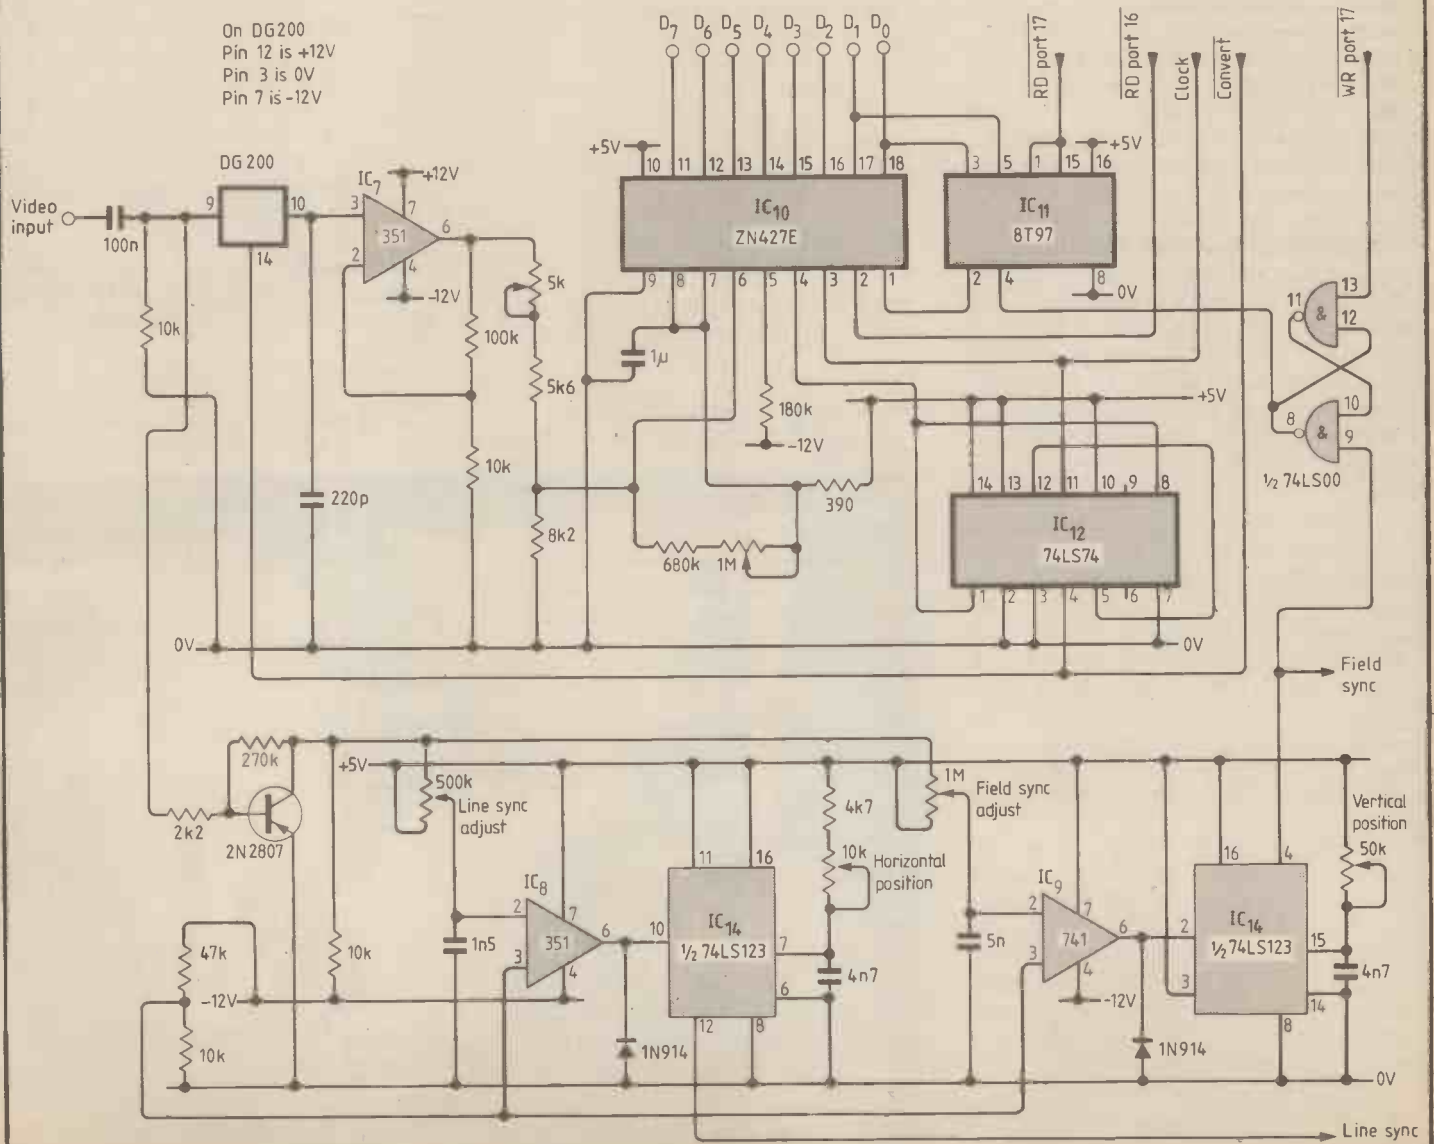 On DG200
Pin 12 is +12V
Pin 3 is 0V
Pin 7 is -12V
D7 D6 D5 D4 D3 D2 D1 D0
RD port 17
RD port 16
Clock
Convert
WR port 17
+5V
10 11 12 13 14 15 16 17 18
IC10
ZN427E
9 8 7 6 5 4 3 2 1
3 5 1 15 16
+5V
IC11
8T97
2 4 8
0V
DG200
Video
input
100n
9 10
14
10k
IC7
3
2
351
7
+12V
6
4
-12V
220p
100k
10k
5k
5k6
8k2
1µ
180k
-12V
390
680k
1M
+5V
14 13 12 11 10 9 8
IC12
74LS74
1 2 3 4 5 6 7
0V
0V
11
&
13
12
8
&
10
9
1/2 74LS00
Field
sync
270k
2k2
2N2807
47k
-12V
10k
10k
+5V
500k
Line sync
adjust
1n5
IC8
2
3
351
7
6
4
1N914
10
11 16
IC14
1/2 74LS123
7
6
12 8
4k7
10k
Horizontal
position
4n7
1M
Field sync
adjust
5n
IC9
2
3
741
7
6
4
-12V
1N914
16 4
2
3
IC14
1/2 74LS123
15
14
8
Vertical
position
50k
4n7
0V
Line sync